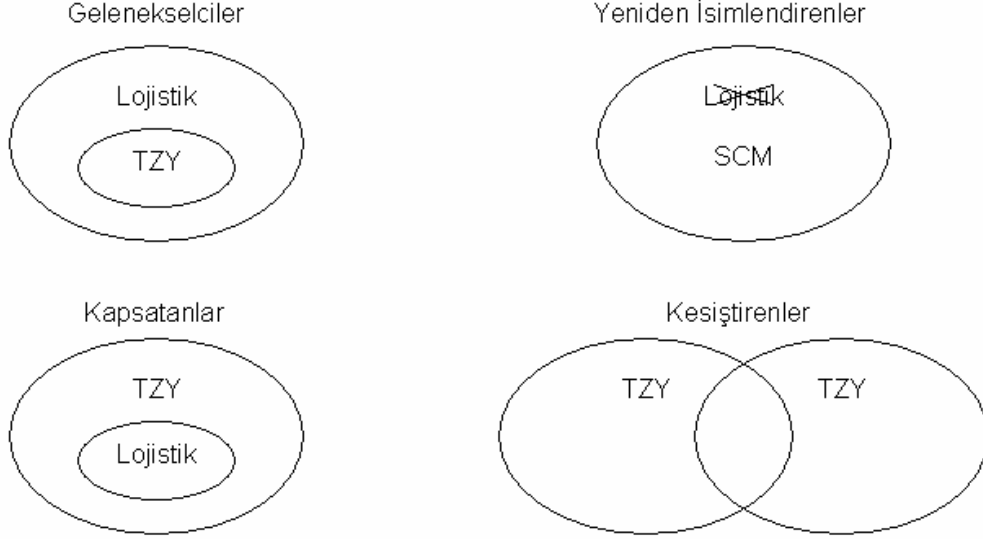 Gelenekselciler
Lojistik
TZY
Yeniden İsimlendirenler
Lojistik
SCM
Kapsatanlar
TZY
Lojistik
Kesiştirenler
TZY
TZY